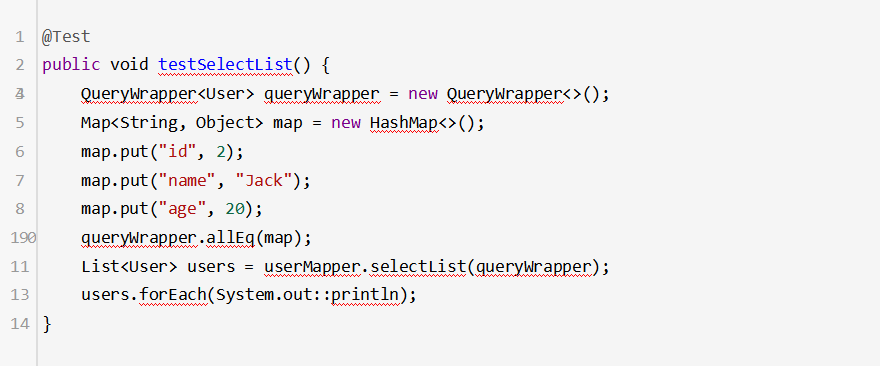 1 @Test
2 public void testSelectList() {
4 QueryWrapper<User> queryWrapper = new QueryWrapper<>();
5 Map<String, Object> map = new HashMap<>();
6 map.put("id", 2);
7 map.put("name", "Jack");
8 map.put("age", 20);
queryWrapper.allEq(map);
11 List<User> users = userMapper.selectList(queryWrapper);
13 users.forEach(System.out::println);
14 }